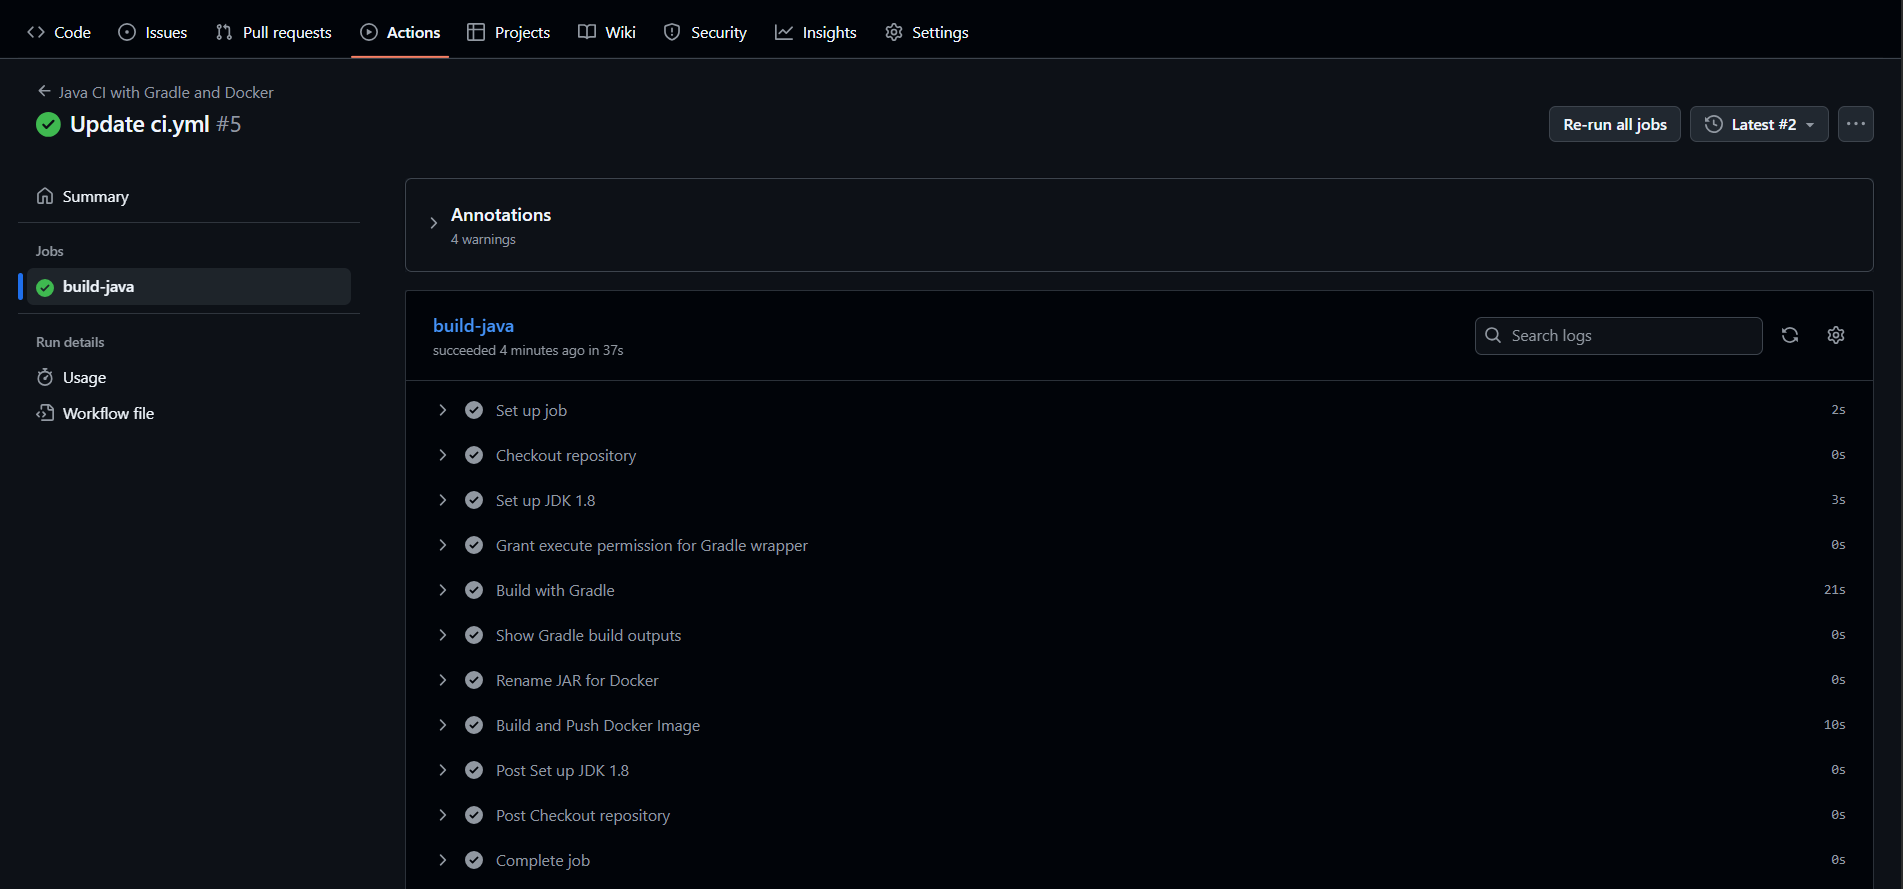 Code Issues Pull requests Actions Projects Wiki Security Insights Settings
Java CI with Gradle and Docker
Update ci.yml #5
Re-run all jobs Latest #2
Summary
Jobs
build-java
Run details
Usage
Workflow file
Annotations
4 warnings
build-java
succeeded 4 minutes ago in 37s
Search logs
Set up job 2s
Checkout repository 0s
Set up JDK 1.8 3s
Grant execute permission for Gradle wrapper 0s
Build with Gradle 21s
Show Gradle build outputs 0s
Rename JAR for Docker 0s
Build and Push Docker Image 10s
Post Set up JDK 1.8 0s
Post Checkout repository 0s
Complete job 0s